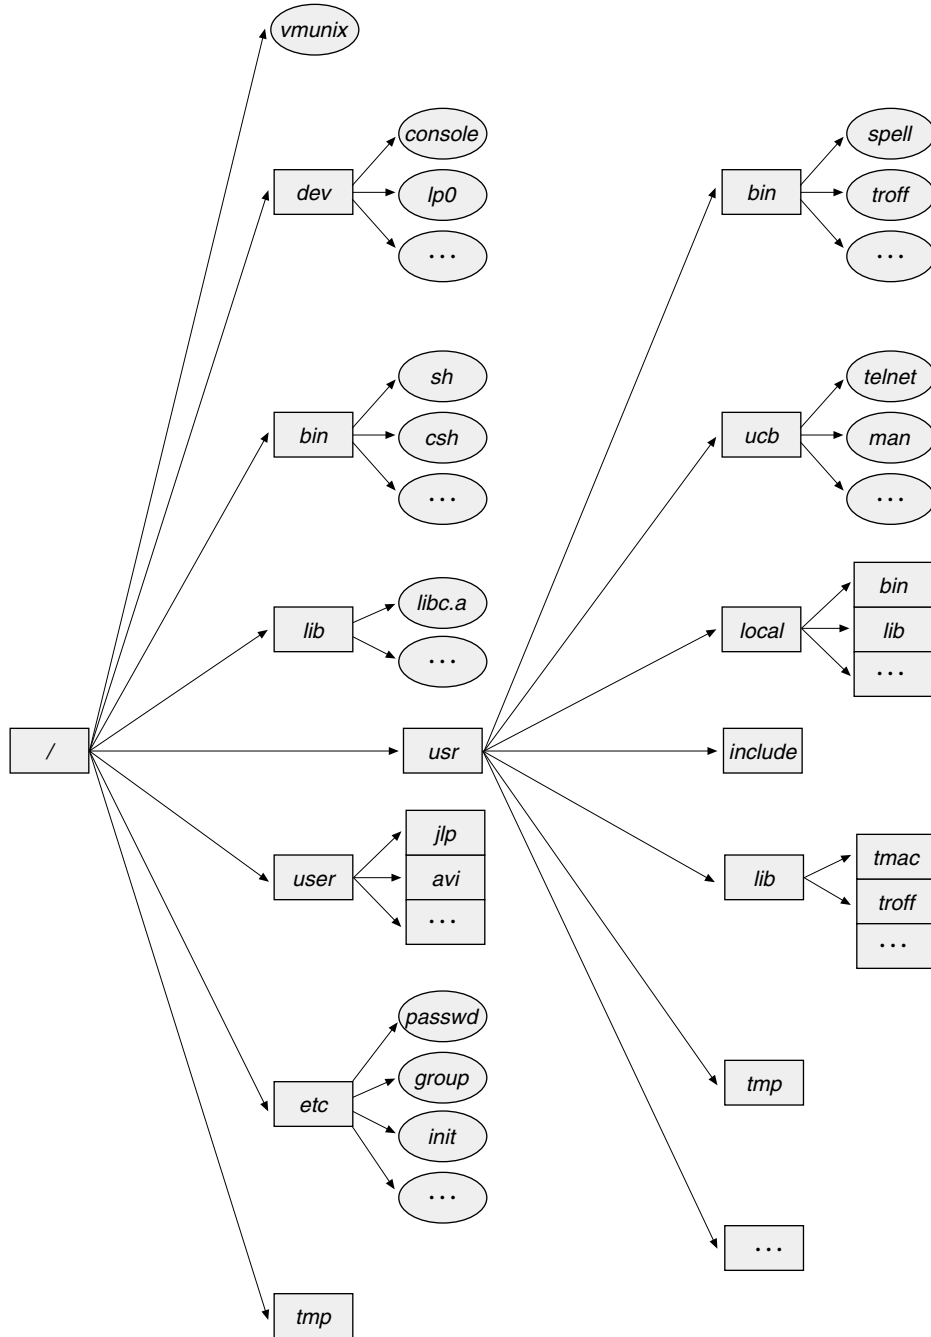 vmunix
console
dev
lp0
...
spell
bin
troff
...
sh
bin
csh
...
telnet
ucb
man
...
libc.a
lib
...
bin
local
lib
...
/
usr
include
jlp
user
avi
...
tmac
lib
troff
...
passwd
group
etc
init
...
tmp
...
tmp